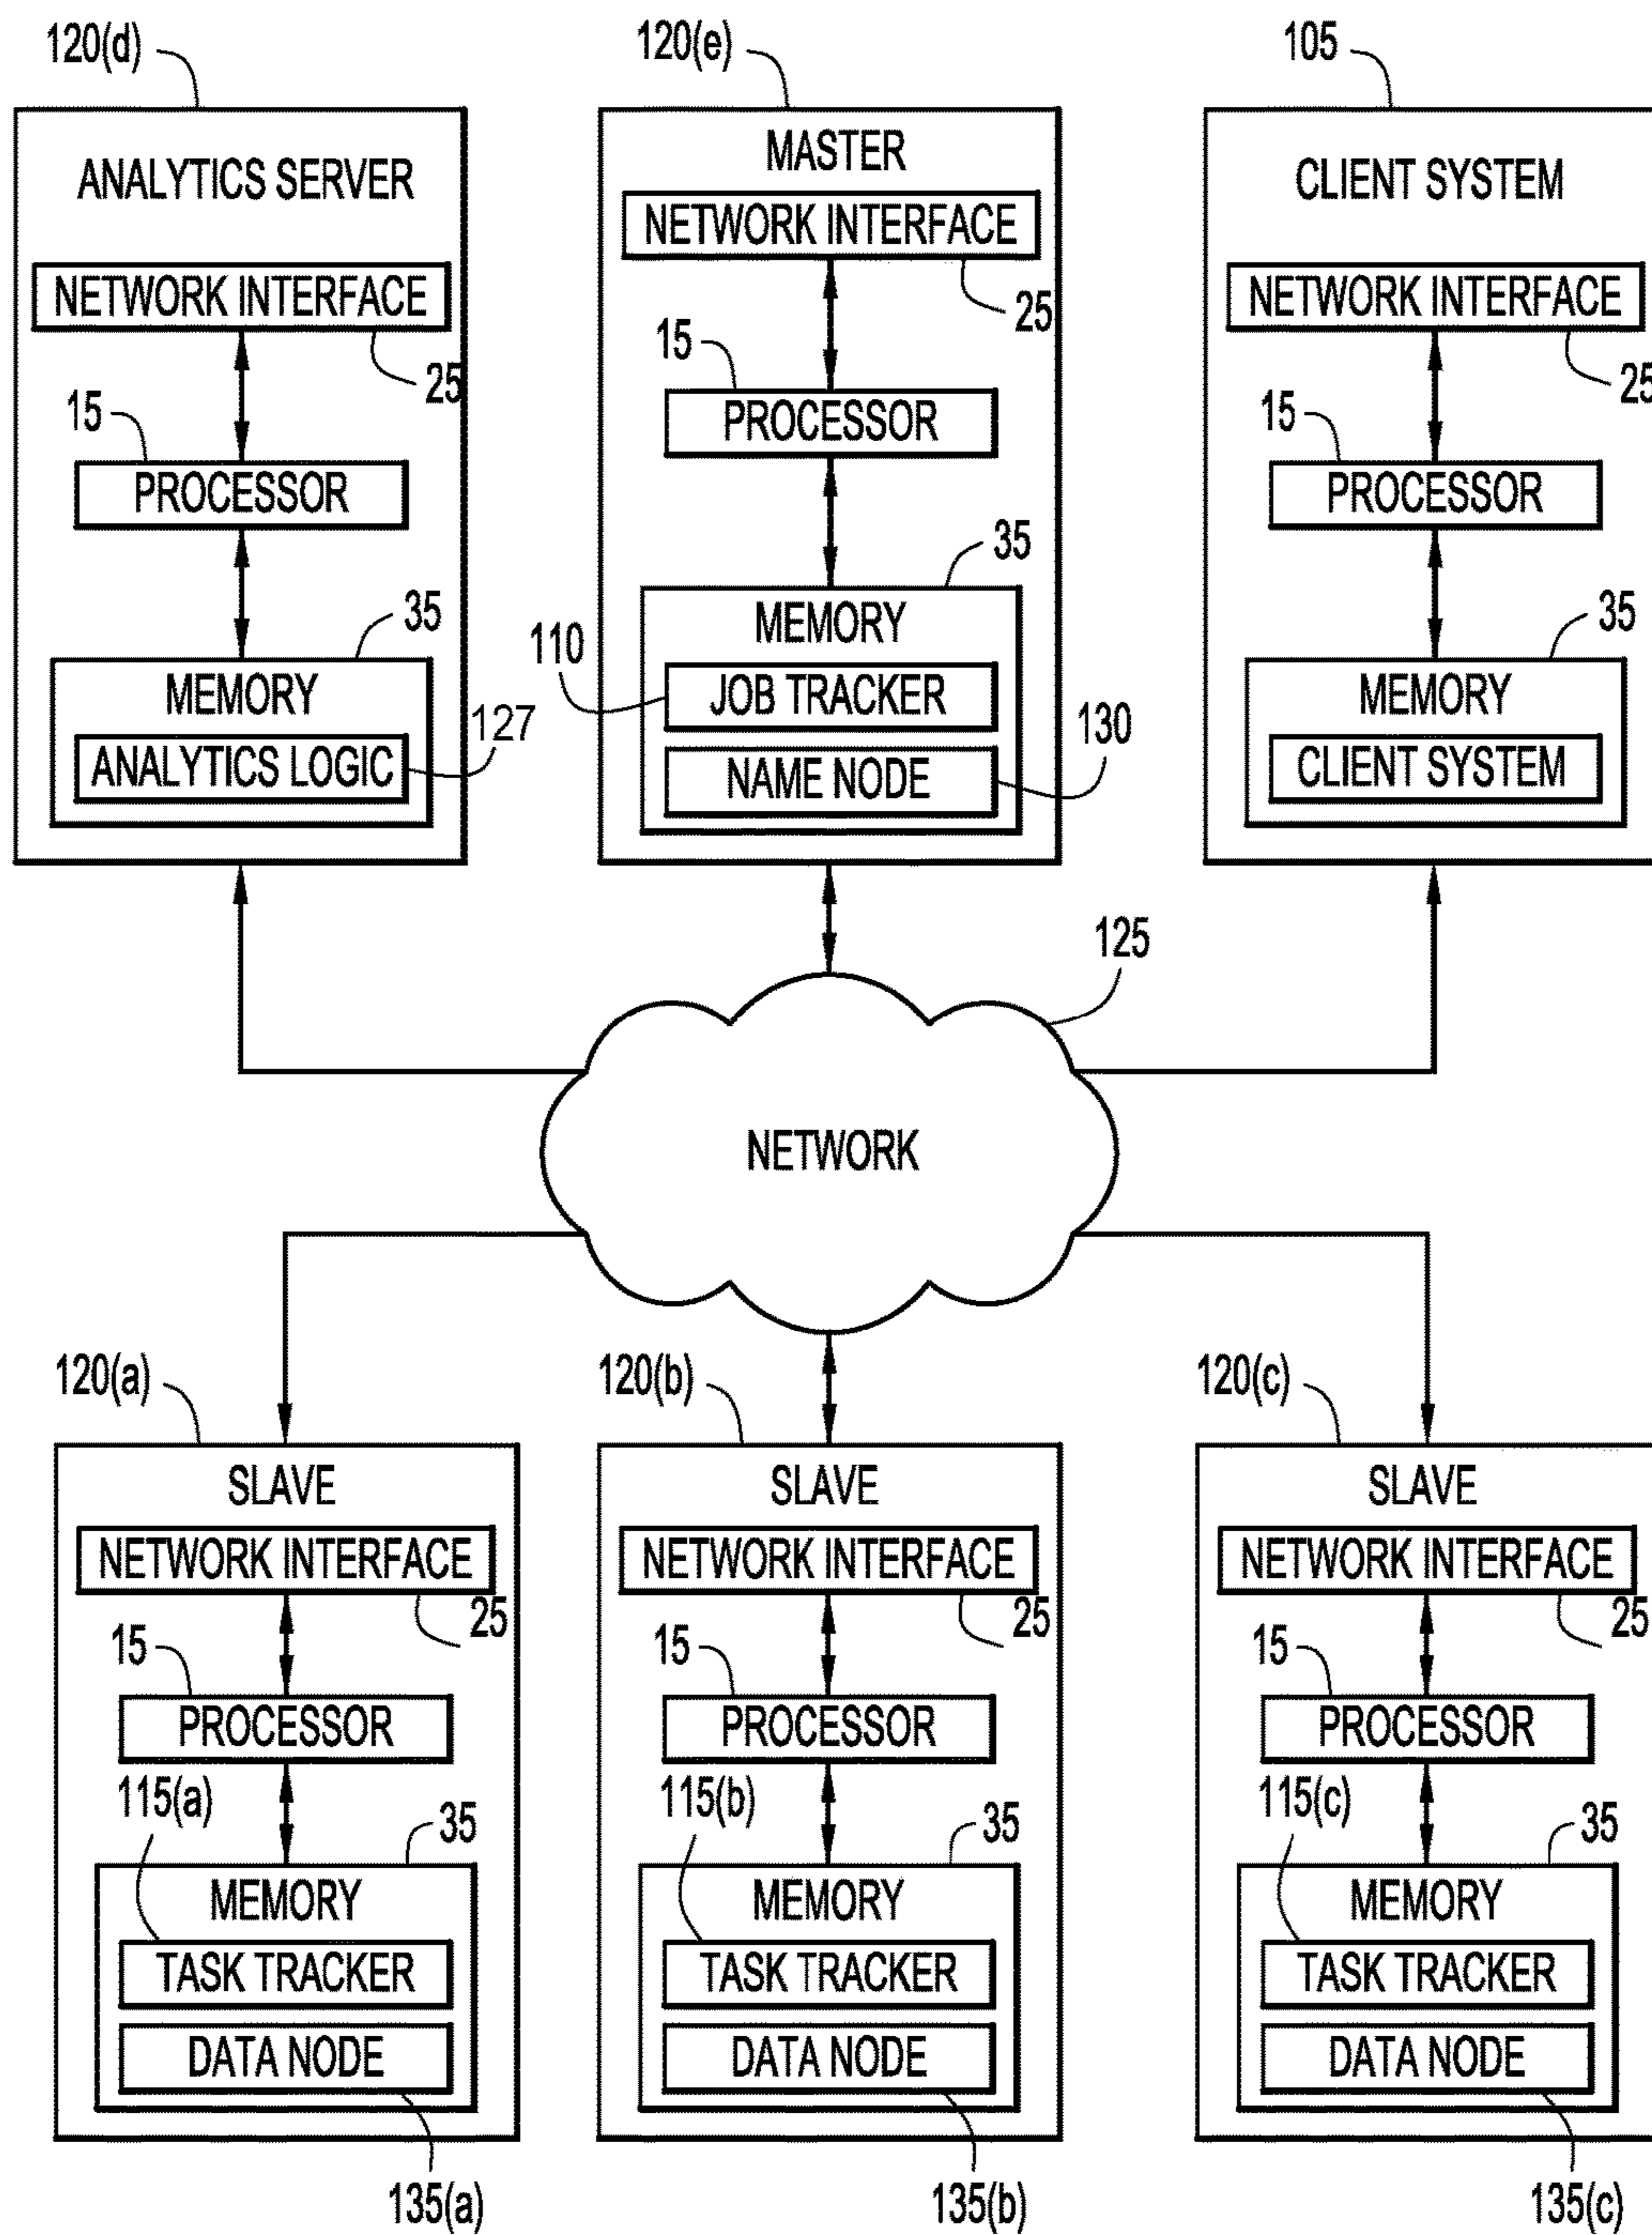 120(d)
ANALYTICS SERVER
NETWORK INTERFACE
25
15
PROCESSOR
35
MEMORY
ANALYTICS LOGIC
127
120(e)
MASTER
NETWORK INTERFACE
25
15
PROCESSOR
35
MEMORY
110
JOB TRACKER
130
NAME NODE
105
CLIENT SYSTEM
NETWORK INTERFACE
25
15
PROCESSOR
35
MEMORY
CLIENT SYSTEM
125
NETWORK
120(a)
SLAVE
NETWORK INTERFACE
25
15
PROCESSOR
115(a)
35
MEMORY
TASK TRACKER
DATA NODE
135(a)
120(b)
SLAVE
NETWORK INTERFACE
25
15
PROCESSOR
115(b)
35
MEMORY
TASK TRACKER
DATA NODE
135(b)
120(c)
SLAVE
NETWORK INTERFACE
25
15
PROCESSOR
115(c)
35
MEMORY
TASK TRACKER
DATA NODE
135(c)